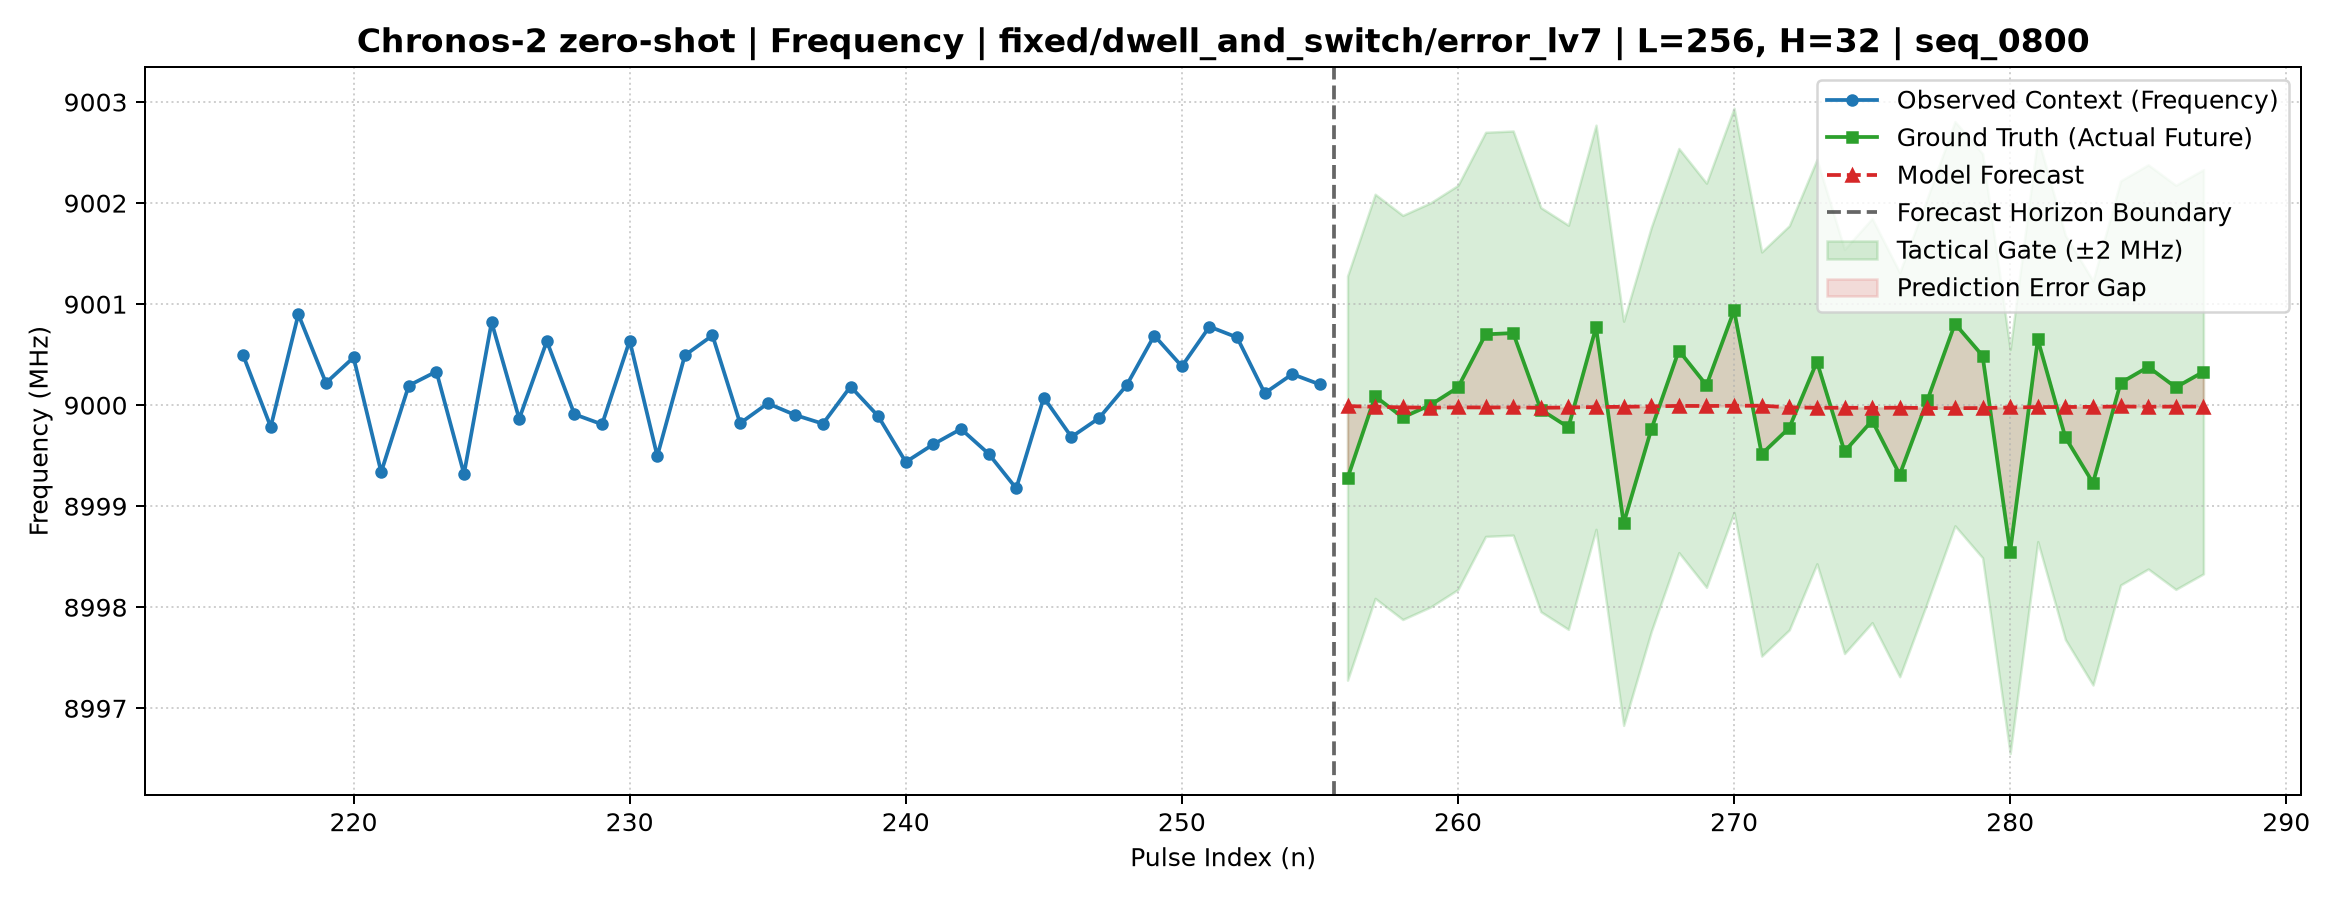 Chronos-2 zero-shot | Frequency | fixed/dwell_and_switch/error_lv7 | L=256, H=32 | seq_0800
Observed Context (Frequency)
Ground Truth (Actual Future)
Model Forecast
Forecast Horizon Boundary
Tactical Gate (±2 MHz)
Prediction Error Gap
Frequency (MHz)
9003
9002
9001
9000
8999
8998
8997
220
230
240
250
260
270
280
290
Pulse Index (n)